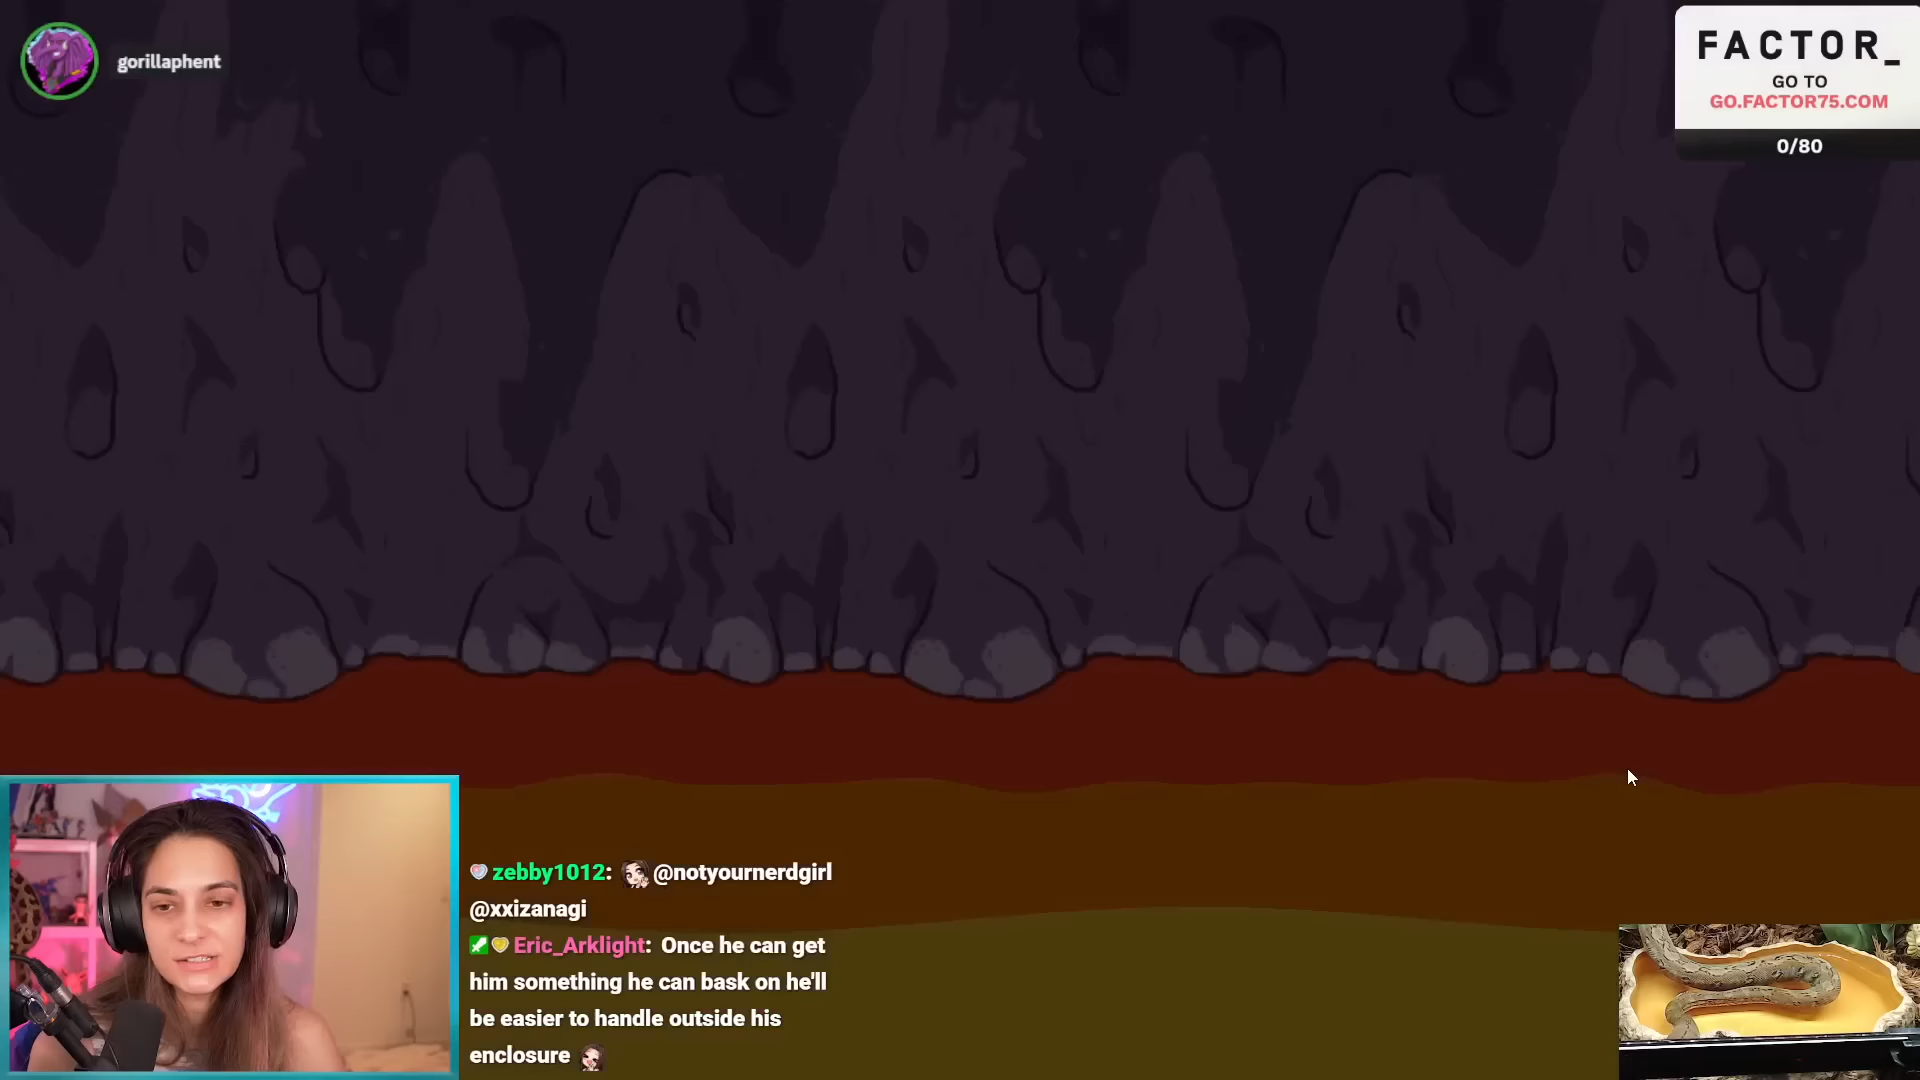 gorillaphent
FACTOR_
GO TO
GO.FACTOR75.COM
0/80
zebby1012: @notyournerdgirl
@xxizanagi
Eric_Arklight: Once he can get
him something he can bask on he'll
be easier to handle outside his
enclosure